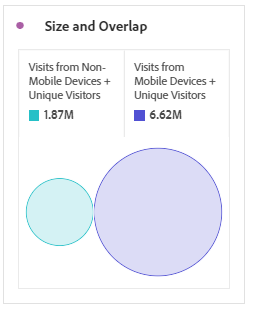 Size and Overlap
Visits from Non-
Mobile Devices +
Unique Visitors
1.87M
Visits from
Mobile Devices +
Unique Visitors
6.62M